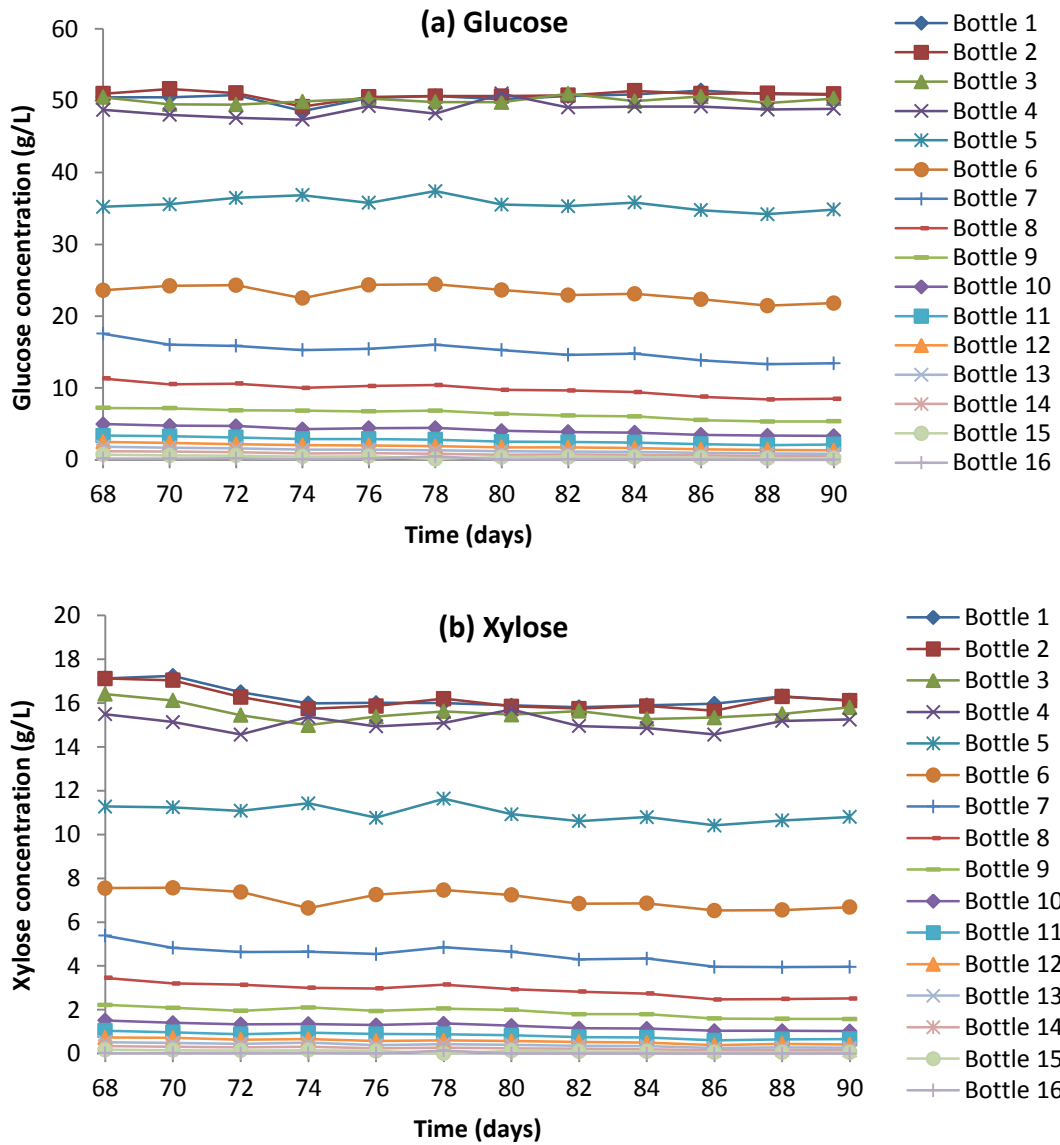 (a) Glucose
Glucose concentration (g/L)
60
50
40
30
20
10
0
68 70 72 74 76 78 80 82 84 86 88 90
Time (days)
Bottle 1
Bottle 2
Bottle 3
Bottle 4
Bottle 5
Bottle 6
Bottle 7
Bottle 8
Bottle 9
Bottle 10
Bottle 11
Bottle 12
Bottle 13
Bottle 14
Bottle 15
Bottle 16
(b) Xylose
Xylose concentration (g/L)
20
18
16
14
12
10
8
6
4
2
0
68 70 72 74 76 78 80 82 84 86 88 90
Time (days)
Bottle 1
Bottle 2
Bottle 3
Bottle 4
Bottle 5
Bottle 6
Bottle 7
Bottle 8
Bottle 9
Bottle 10
Bottle 11
Bottle 12
Bottle 13
Bottle 14
Bottle 15
Bottle 16